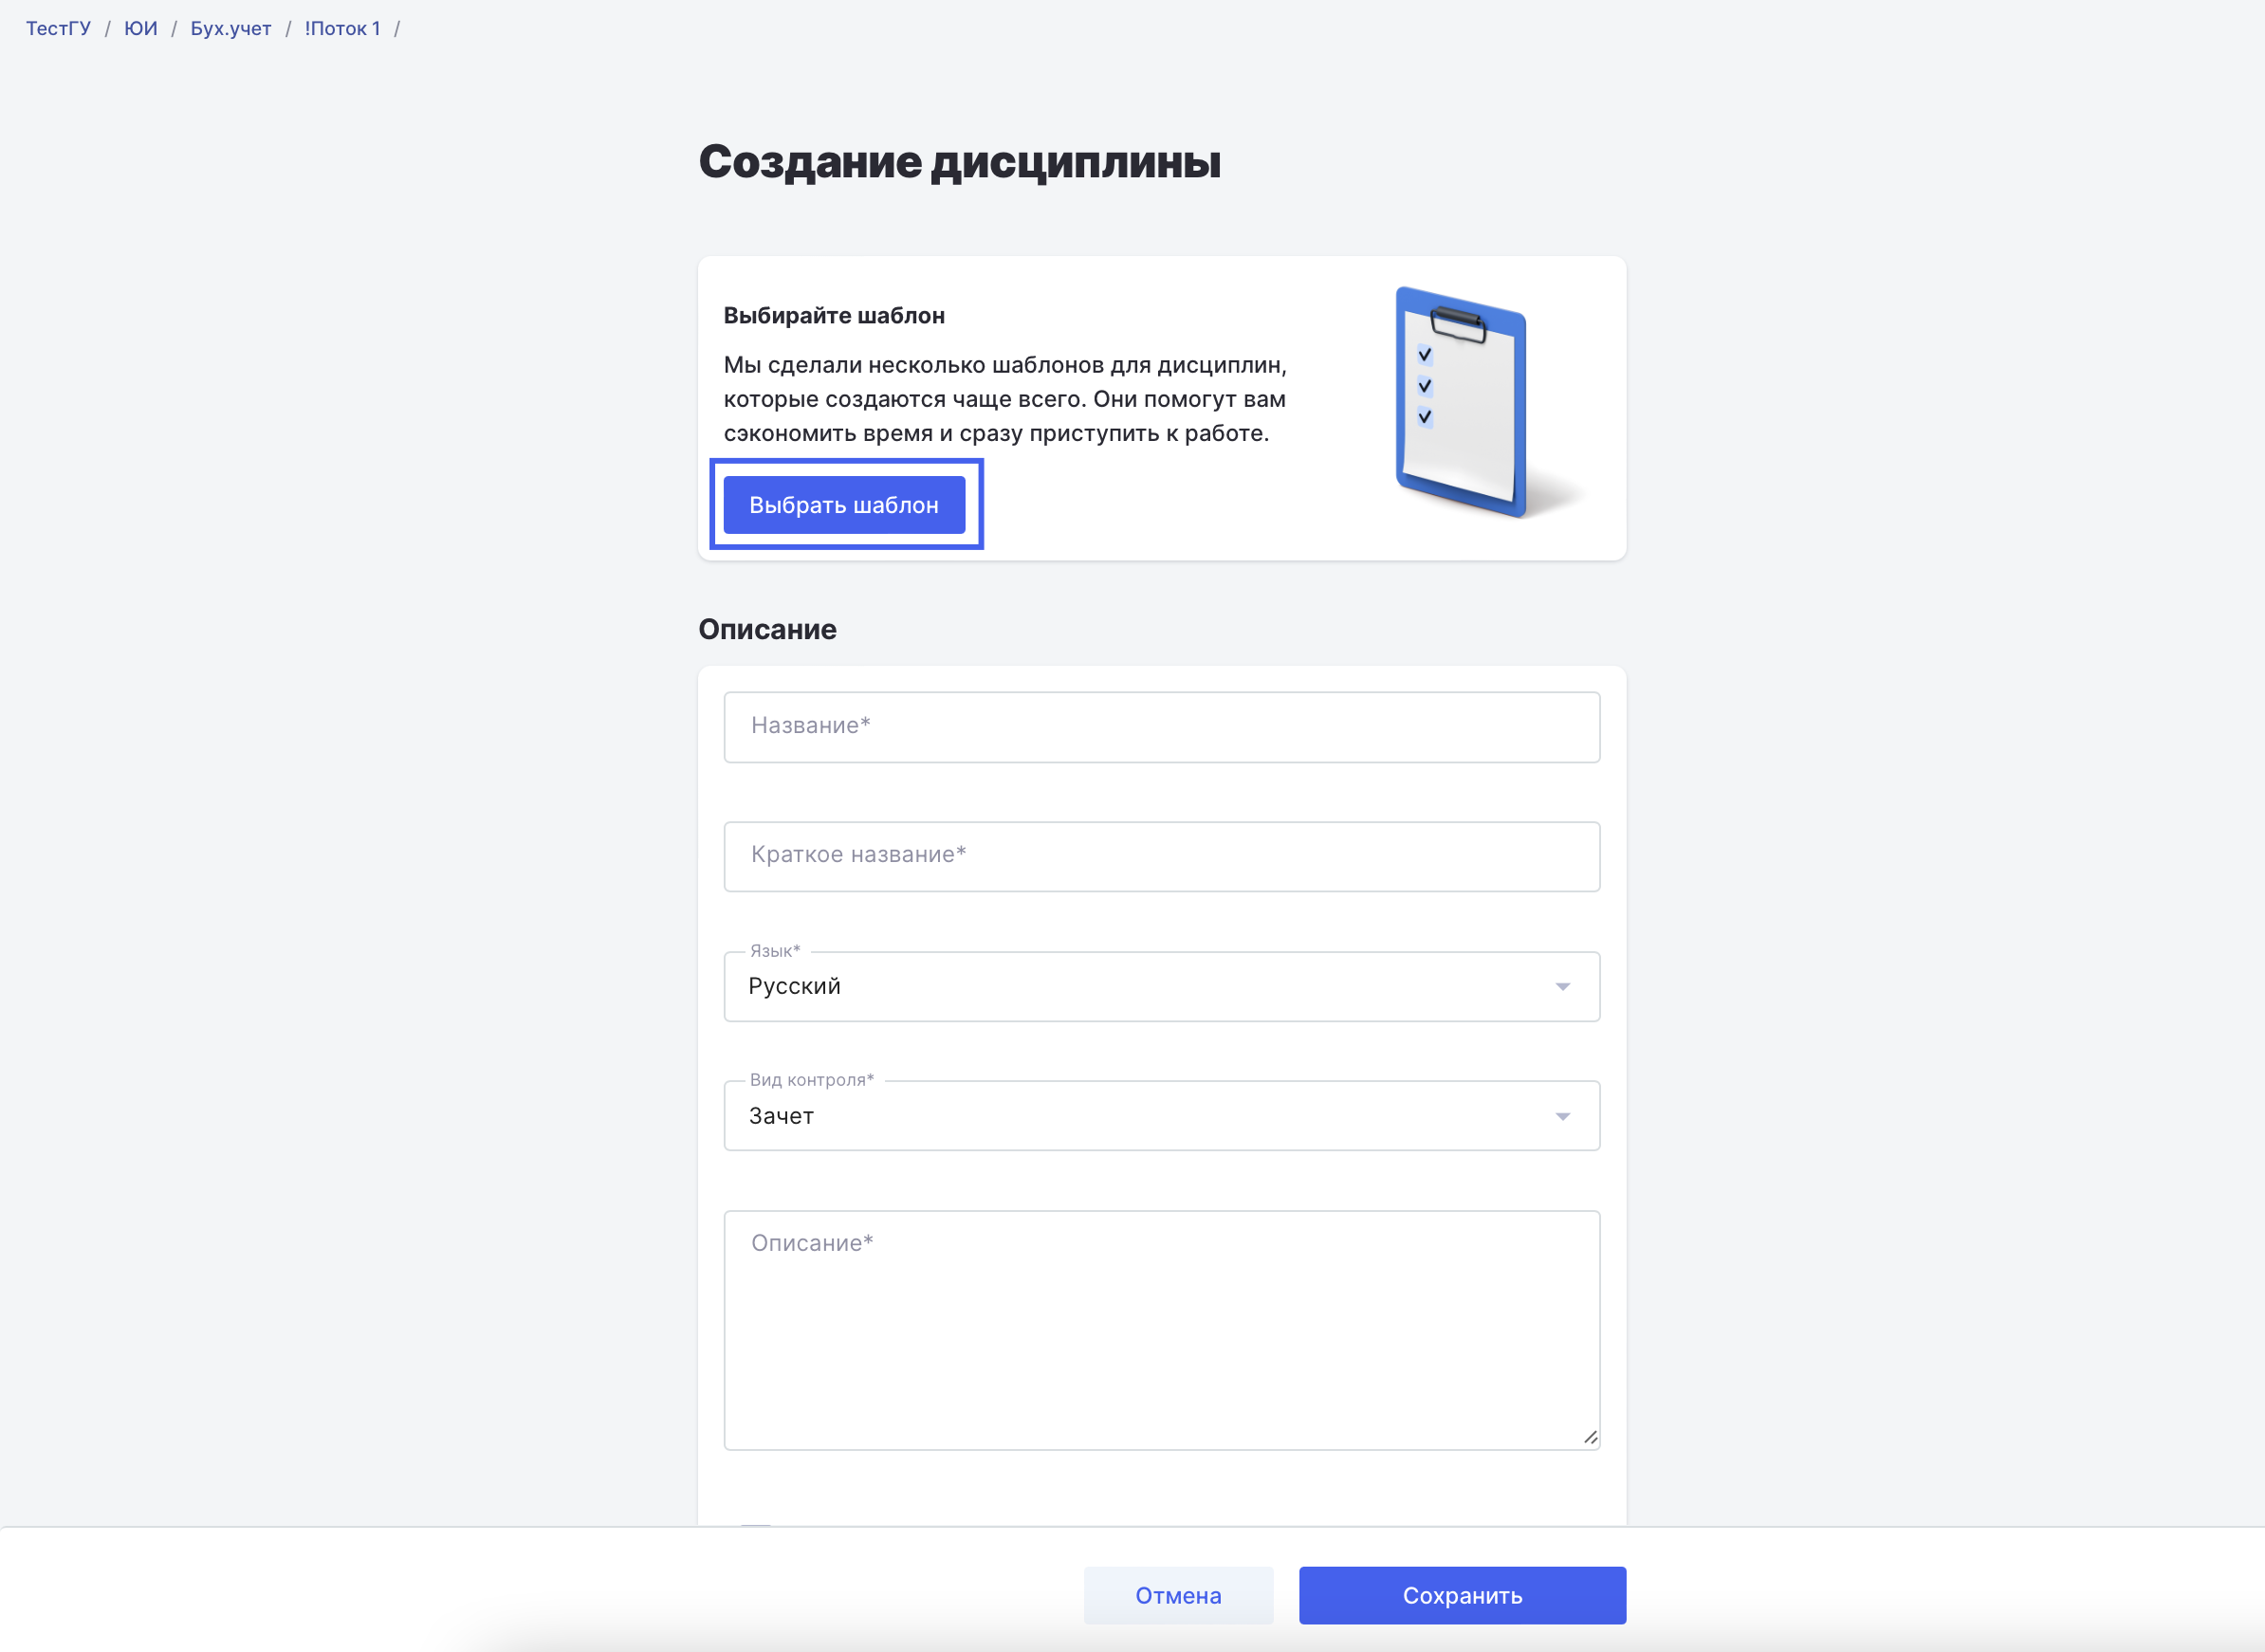 ТестГУ / ЮИ / Бух.учет / !Поток 1 /
Создание дисциплины
Выбирайте шаблон
Мы сделали несколько шаблонов для дисциплин,
которые создаются чаще всего. Они помогут вам
сэкономить время и сразу приступить к работе.
Выбрать шаблон
Описание
Название*
Краткое название*
Язык*
Русский
Вид контроля*
Зачет
Описание*
Отмена
Сохранить